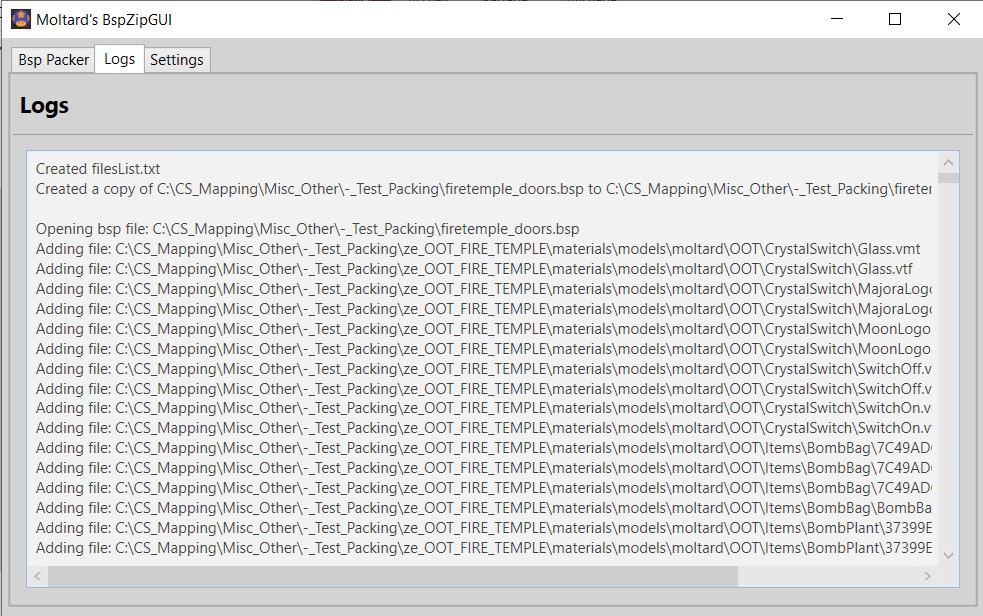 Moltard's BspZipGUI
Bsp Packer Logs Settings
Logs
Created filesList.txt
Created a copy of C:\CS_Mapping\Misc_Other\-_Test_Packing\firetemple_doors.bsp to C:\CS_Mapping\Misc_Other\-_Test_Packing\fireter
Opening bsp file: C:\CS_Mapping\Misc_Other\-_Test_Packing\firetemple_doors.bsp
Adding file: C:\CS_Mapping\Misc_Other\-_Test_Packing\ze_OOT_FIRE_TEMPLE\materials\models\moltard\OOT\CrystalSwitch\Glass.vmt
Adding file: C:\CS_Mapping\Misc_Other\-_Test_Packing\ze_OOT_FIRE_TEMPLE\materials\models\moltard\OOT\CrystalSwitch\Glass.vtf
Adding file: C:\CS_Mapping\Misc_Other\-_Test_Packing\ze_OOT_FIRE_TEMPLE\materials\models\moltard\OOT\CrystalSwitch\MajoraLogo
Adding file: C:\CS_Mapping\Misc_Other\-_Test_Packing\ze_OOT_FIRE_TEMPLE\materials\models\moltard\OOT\CrystalSwitch\MajoraLogo
Adding file: C:\CS_Mapping\Misc_Other\-_Test_Packing\ze_OOT_FIRE_TEMPLE\materials\models\moltard\OOT\CrystalSwitch\MoonLogo
Adding file: C:\CS_Mapping\Misc_Other\-_Test_Packing\ze_OOT_FIRE_TEMPLE\materials\models\moltard\OOT\CrystalSwitch\MoonLogo
Adding file: C:\CS_Mapping\Misc_Other\-_Test_Packing\ze_OOT_FIRE_TEMPLE\materials\models\moltard\OOT\CrystalSwitch\SwitchOff.v
Adding file: C:\CS_Mapping\Misc_Other\-_Test_Packing\ze_OOT_FIRE_TEMPLE\materials\models\moltard\OOT\CrystalSwitch\SwitchOff.v
Adding file: C:\CS_Mapping\Misc_Other\-_Test_Packing\ze_OOT_FIRE_TEMPLE\materials\models\moltard\OOT\CrystalSwitch\SwitchOn.v
Adding file: C:\CS_Mapping\Misc_Other\-_Test_Packing\ze_OOT_FIRE_TEMPLE\materials\models\moltard\OOT\CrystalSwitch\SwitchOn.v
Adding file: C:\CS_Mapping\Misc_Other\-_Test_Packing\ze_OOT_FIRE_TEMPLE\materials\models\moltard\OOT\Items\BombBag\7C49AD
Adding file: C:\CS_Mapping\Misc_Other\-_Test_Packing\ze_OOT_FIRE_TEMPLE\materials\models\moltard\OOT\Items\BombBag\7C49AD
Adding file: C:\CS_Mapping\Misc_Other\-_Test_Packing\ze_OOT_FIRE_TEMPLE\materials\models\moltard\OOT\Items\BombBag\7C49AD
Adding file: C:\CS_Mapping\Misc_Other\-_Test_Packing\ze_OOT_FIRE_TEMPLE\materials\models\moltard\OOT\Items\BombBag\BombBa
Adding file: C:\CS_Mapping\Misc_Other\-_Test_Packing\ze_OOT_FIRE_TEMPLE\materials\models\moltard\OOT\Items\BombPlant\37399E
Adding file: C:\CS_Mapping\Misc_Other\-_Test_Packing\ze_OOT_FIRE_TEMPLE\materials\models\moltard\OOT\Items\BombPlant\37399E